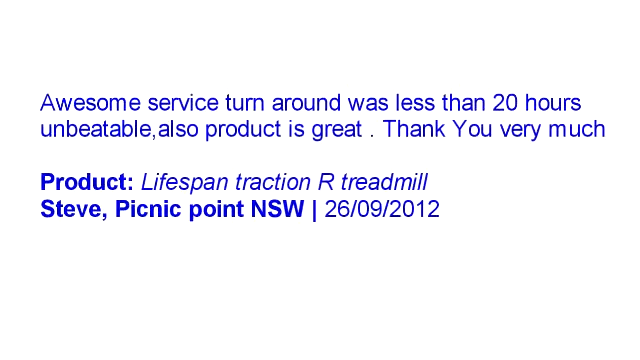 Awesome service turn around was less than 20 hours
unbeatable,also product is great . Thank You very much
Product: Lifespan traction R treadmill
Steve, Picnic point NSW | 26/09/2012